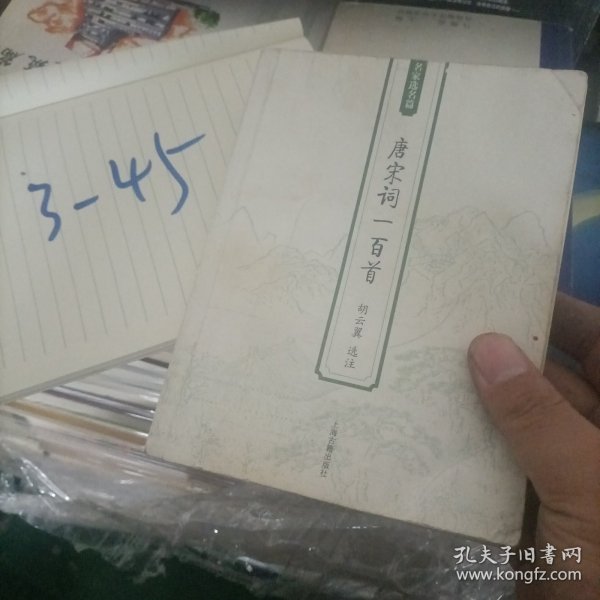 3-45
名家选名篇
唐宋词一百首
胡云翼 选注
上海古籍出版社
孔夫子旧书网
www.kongfz.com